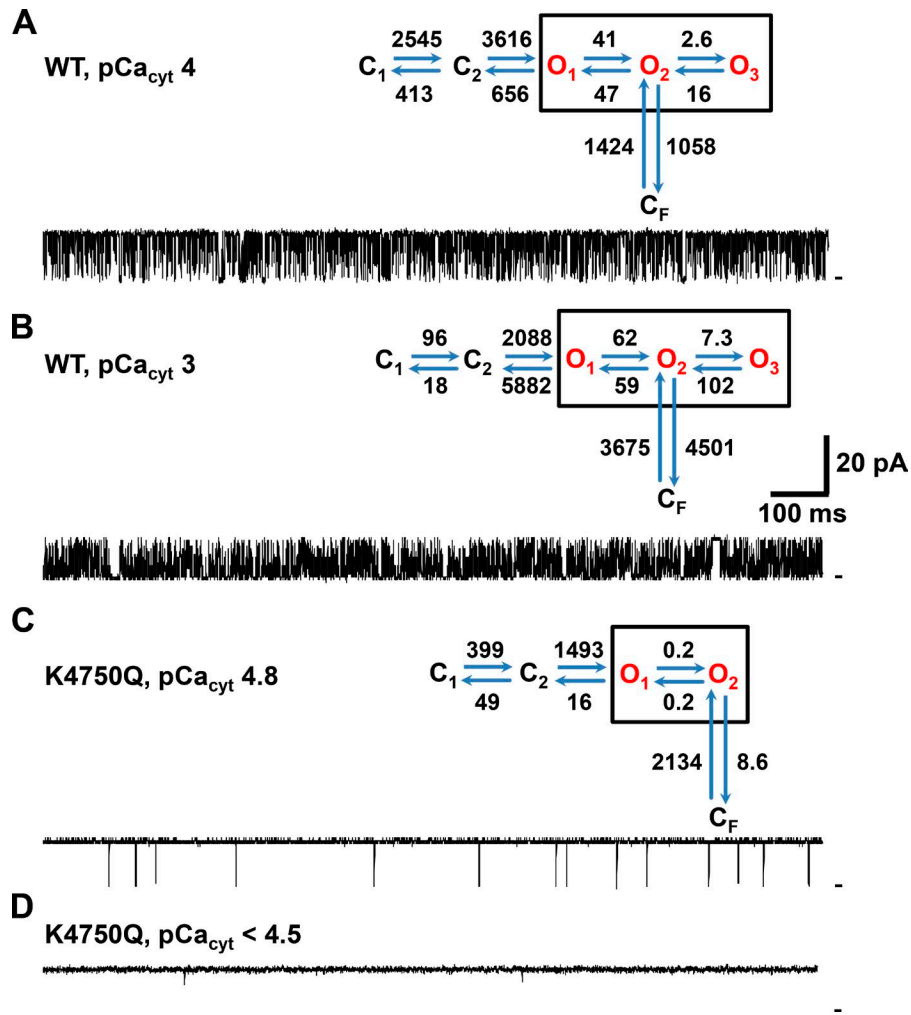 A
WT, pCacyt 4
2545 3616 41 2.6
C1 C2 O1 O2 O3
413 656 47 16
1424 1058
CF
B
WT, pCacyt 3
96 2088 62 7.3
C1 C2 O1 O2 O3
18 5882 59 102
3675 4501
20 pA
CF
100 ms
C
K4750Q, pCacyt 4.8
399 1493 0.2
C1 C2 O1 O2
49 16 0.2
2134 8.6
CF
D
K4750Q, pCacyt < 4.5